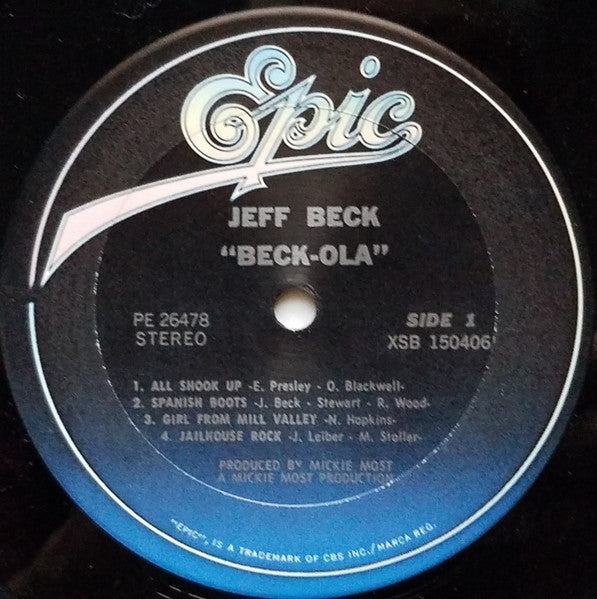 Epic
JEFF BECK
"BECK-OLA"
PE 26478
STEREO
SIDE 1
XSB 150406
1. ALL SHOOK UP -E. Presley - O. Blackwell-
2. SPANISH BOOTS -J. Beck - Stewart - R. Wood-
3. GIRL FROM MILL VALLEY -N. Hopkins-
4. JAILHOUSE ROCK -J. Leiber - M. Stoller-
PRODUCED BY MICKIE MOST
A MICKIE MOST PRODUCTION
"EPIC", IS A TRADEMARK OF CBS INC./MARCA REG.